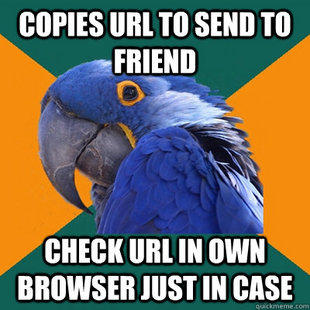 COPIES URL TO SEND TO
FRIEND
CHECK URL IN OWN
BROWSER JUST IN CASE
quickmeme.com